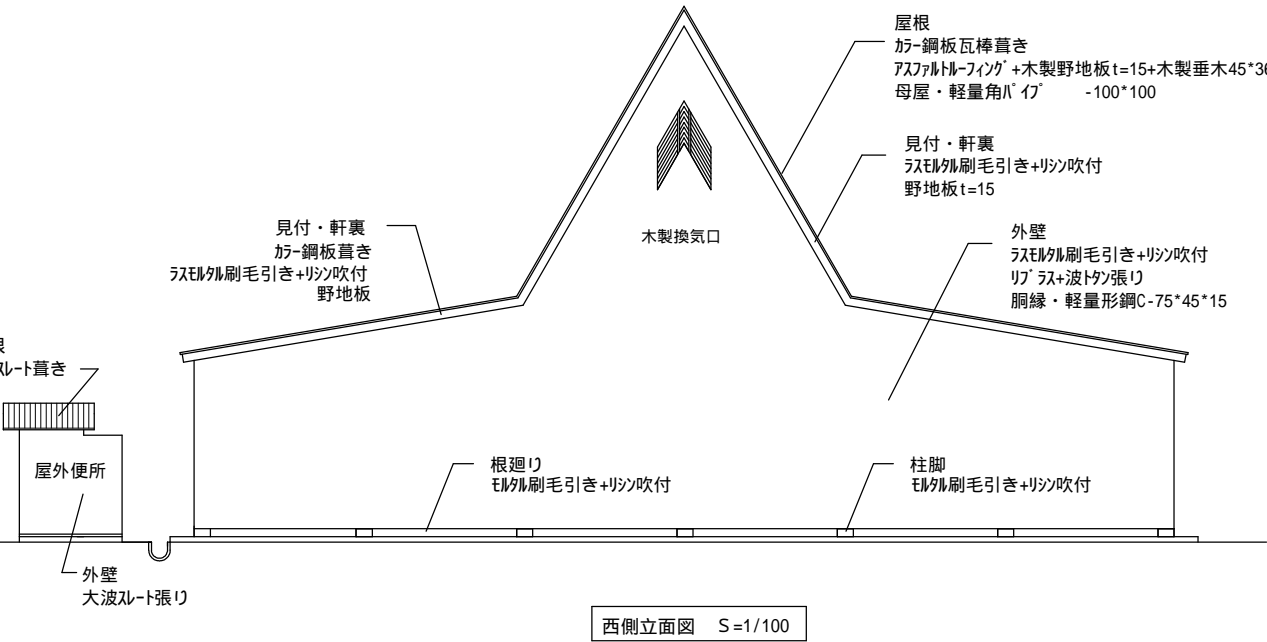 屋根
ｶﾗｰ鋼板瓦棒葺き
ｱｽﾌｧﾙﾄﾙｰﾌｨﾝｸﾞ+木製野地板t=15+木製垂木45*36
母屋・軽量角ﾊﾟｲﾌﾟ -100*100
見付・軒裏
ﾗｽﾓﾙﾀﾙ刷毛引き+ﾘｼﾝ吹付
野地板t=15
木製換気口
見付・軒裏
ｶﾗｰ鋼板葺き
ﾗｽﾓﾙﾀﾙ刷毛引き+ﾘｼﾝ吹付
野地板
外壁
ﾗｽﾓﾙﾀﾙ刷毛引き+ﾘｼﾝ吹付
ﾘﾌﾞﾗｽ+波ﾄﾀﾝ張り
胴縁・軽量形鋼C-75*45*15
根
ｽﾚｰﾄ葺き
屋外便所
根廻り
ﾓﾙﾀﾙ刷毛引き+ﾘｼﾝ吹付
柱脚
ﾓﾙﾀﾙ刷毛引き+ﾘｼﾝ吹付
外壁
大波ｽﾚｰﾄ張り
西側立面図 S=1/100